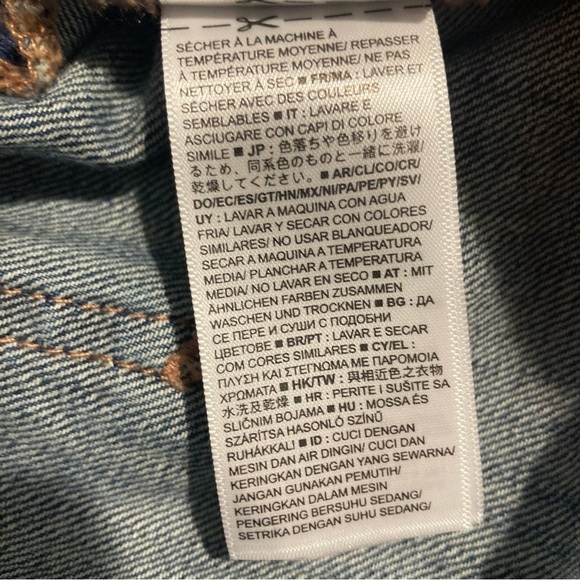 SÉCHER À LA MACHINE À
TEMPÉRATURE MOYENNE/ REPASSER
À TEMPÉRATURE MOYENNE/ NE PAS
NETTOYER À SEC ■ FR/MA : LAVER ET
SÉCHER AVEC DES COULEURS
SEMBLABLES ■ IT : LAVARE E
ASCIUGARE CON CAPI DI COLORE
SIMILE ■ JP : 色落ちや色移りを避け
るため、同系色のものと一緒に洗濯/
乾燥してください。■ AR/CL/CO/CR/
DO/EC/ES/GT/HN/MX/NI/PA/PE/PY/SV/
UY : LAVAR A MAQUINA CON AGUA
FRIA/ LAVAR Y SECAR CON COLORES
SIMILARES/ NO USAR BLANQUEADOR/
SECAR A MAQUINA A TEMPERATURA
MEDIA/ PLANCHAR A TEMPERATURA
MEDIA/ NO LAVAR EN SECO ■ AT : MIT
ÄHNLICHEN FARBEN ZUSAMMEN
WASCHEN UND TROCKNEN ■ BG : ДА
СЕ ПЕРЕ И СУШИ С ПОДОБНИ
ЦВЕТОВЕ ■ BR/PT : LAVAR E SECAR
COM CORES SIMILARES ■ CY/EL :
ΠΛΥΣΗ ΚΑΙ ΣΤΕΓΝΩΜΑ ΜΕ ΠΑΡΟΜΟΙΑ
ΧΡΩΜΑΤΑ ■ HK/TW : 與相近色之衣物
水洗及乾燥 ■ HR : PERITE I SUŠITE SA
SLIČNIM BOJAMA ■ HU : MOSSA ÉS
SZÁRÍTSA HASONLÓ SZÍNŰ
RUHÁKKAL! ■ ID : CUCI DENGAN
MESIN DAN AIR DINGIN/ CUCI DAN
KERINGKAN DENGAN YANG SEWARNA/
JANGAN GUNAKAN PEMUTIH/
KERINGKAN DALAM MESIN
PENGERING BERSUHU SEDANG/
SETRIKA DENGAN SUHU SEDANG/